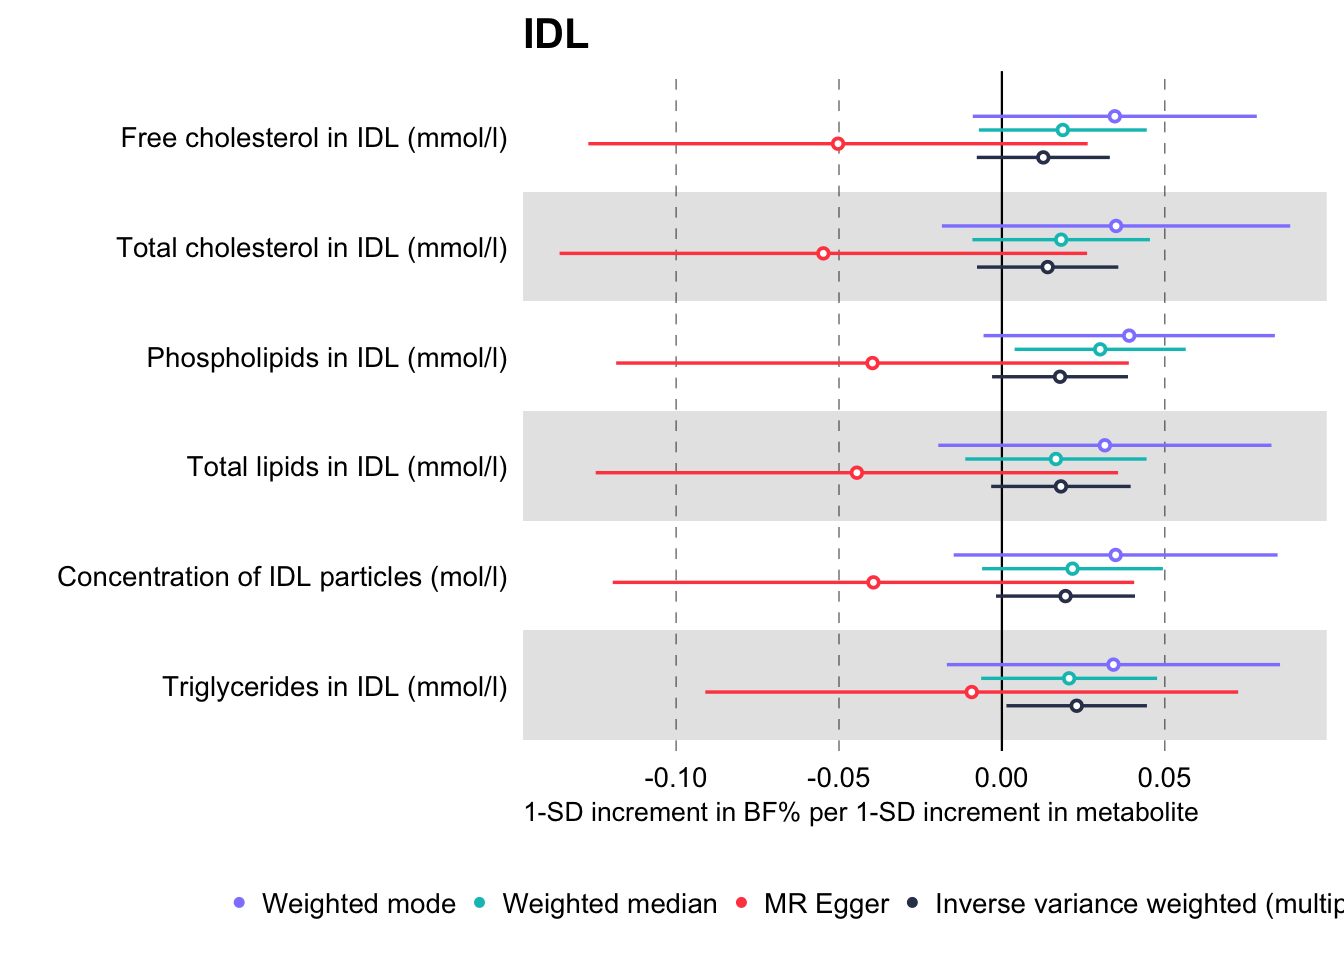 IDL
Free cholesterol in IDL (mmol/l)
Total cholesterol in IDL (mmol/l)
Phospholipids in IDL (mmol/l)
Total lipids in IDL (mmol/l)
Concentration of IDL particles (mol/l)
Triglycerides in IDL (mmol/l)
-0.10 -0.05 0.00 0.05
1-SD increment in BF% per 1-SD increment in metabolite
Weighted mode Weighted median MR Egger Inverse variance weighted (multip